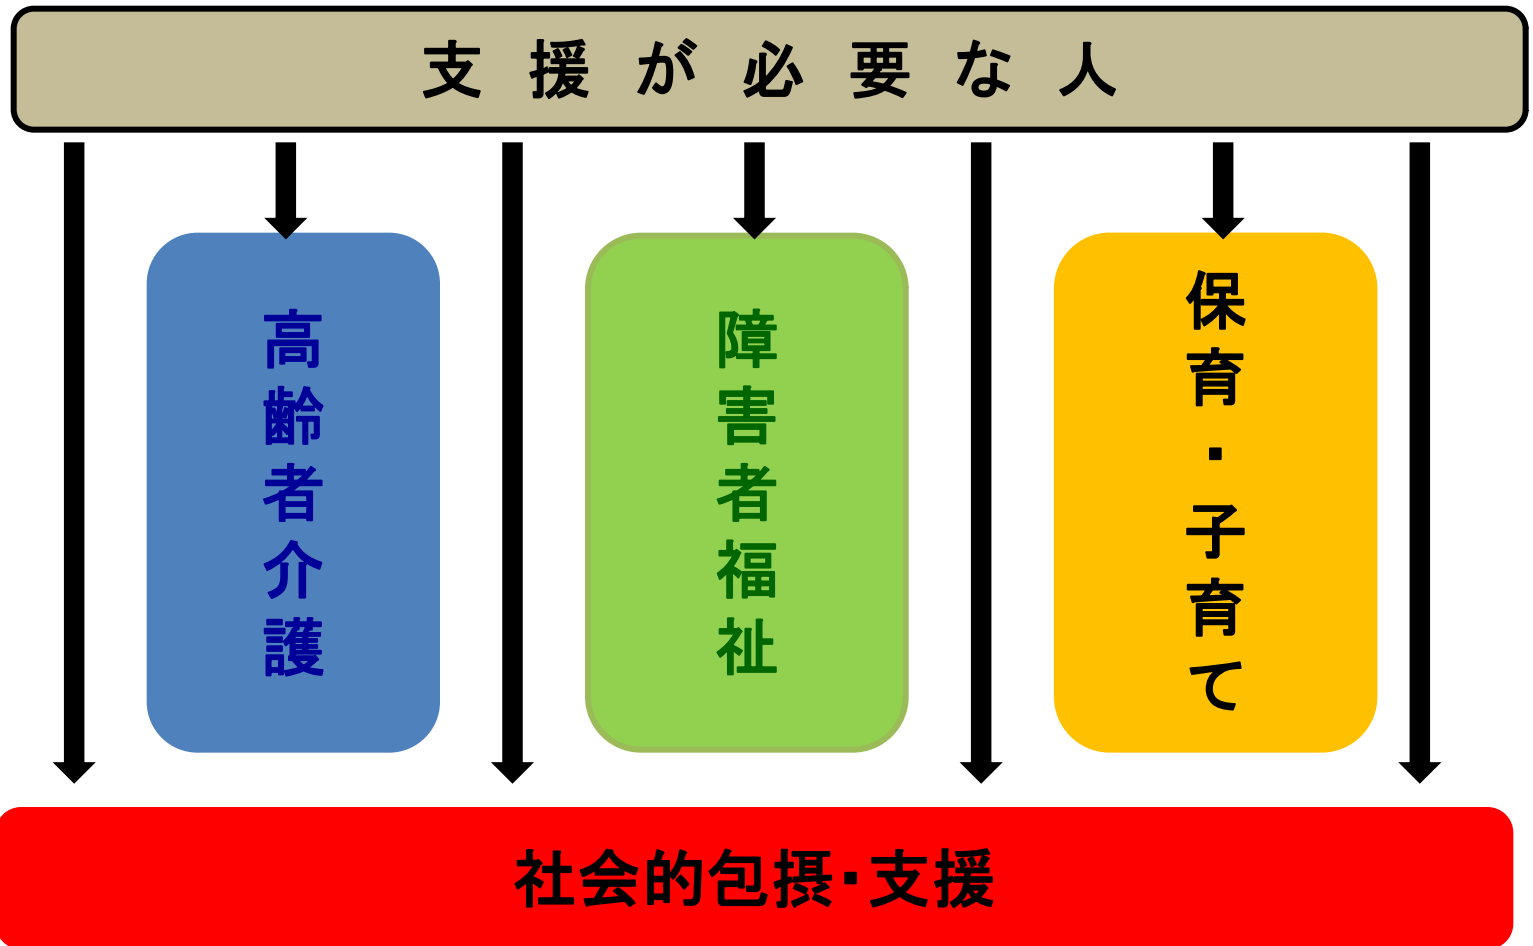 支援が必要な人
高齢者介護
障害者福祉
保育・子育て
社会的包摂・支援